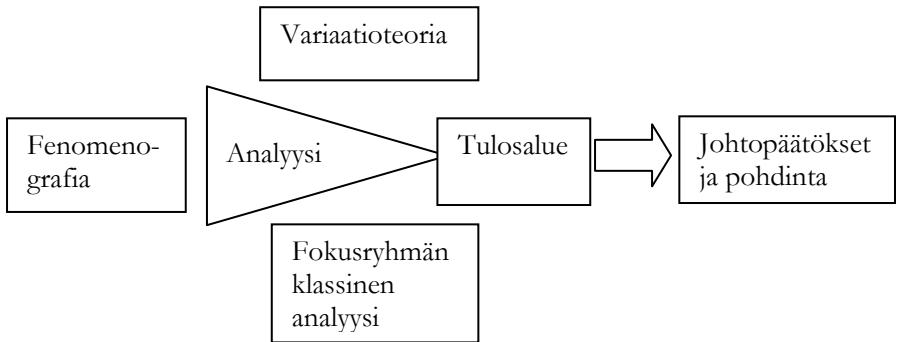 Variaatioteoria
Fenomeno-
grafia
Analyysi
Tulosalue
Johtopäätökset
ja pohdinta
Fokusryhmän
klassinen
analyysi